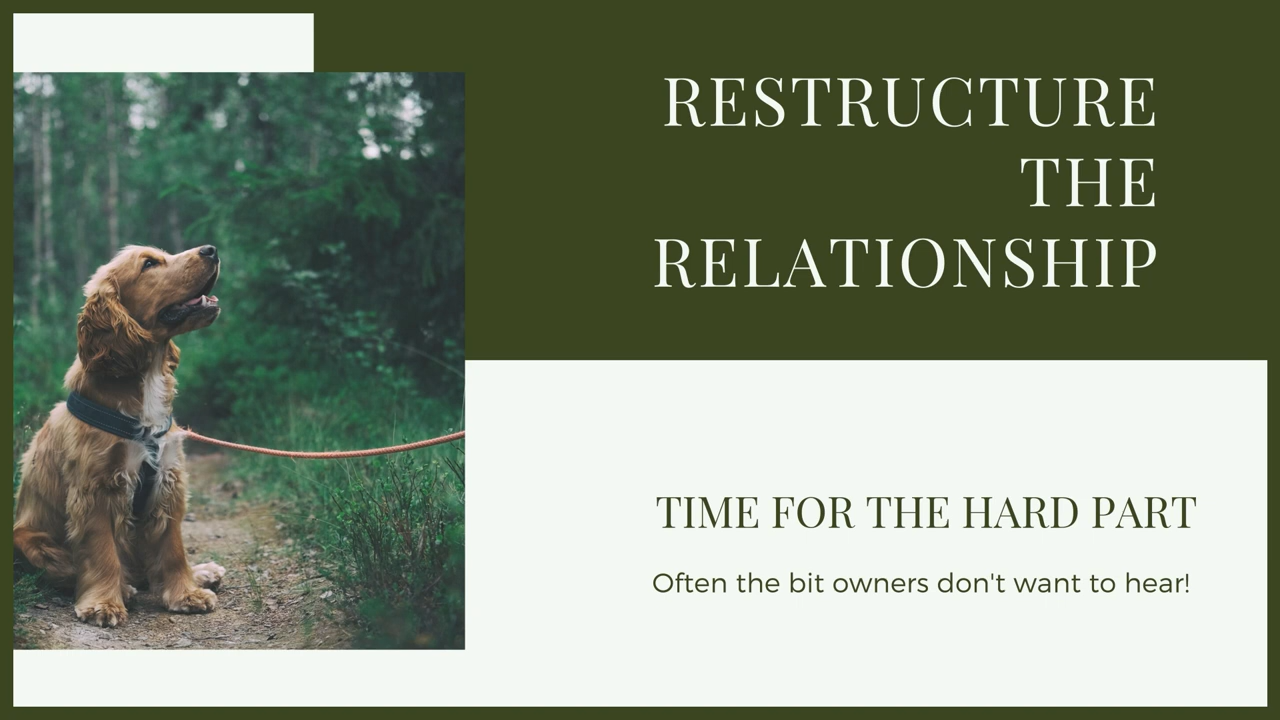 RESTRUCTURE
THE
RELATIONSHIP
TIME FOR THE HARD PART
Often the bit owners don't want to hear!